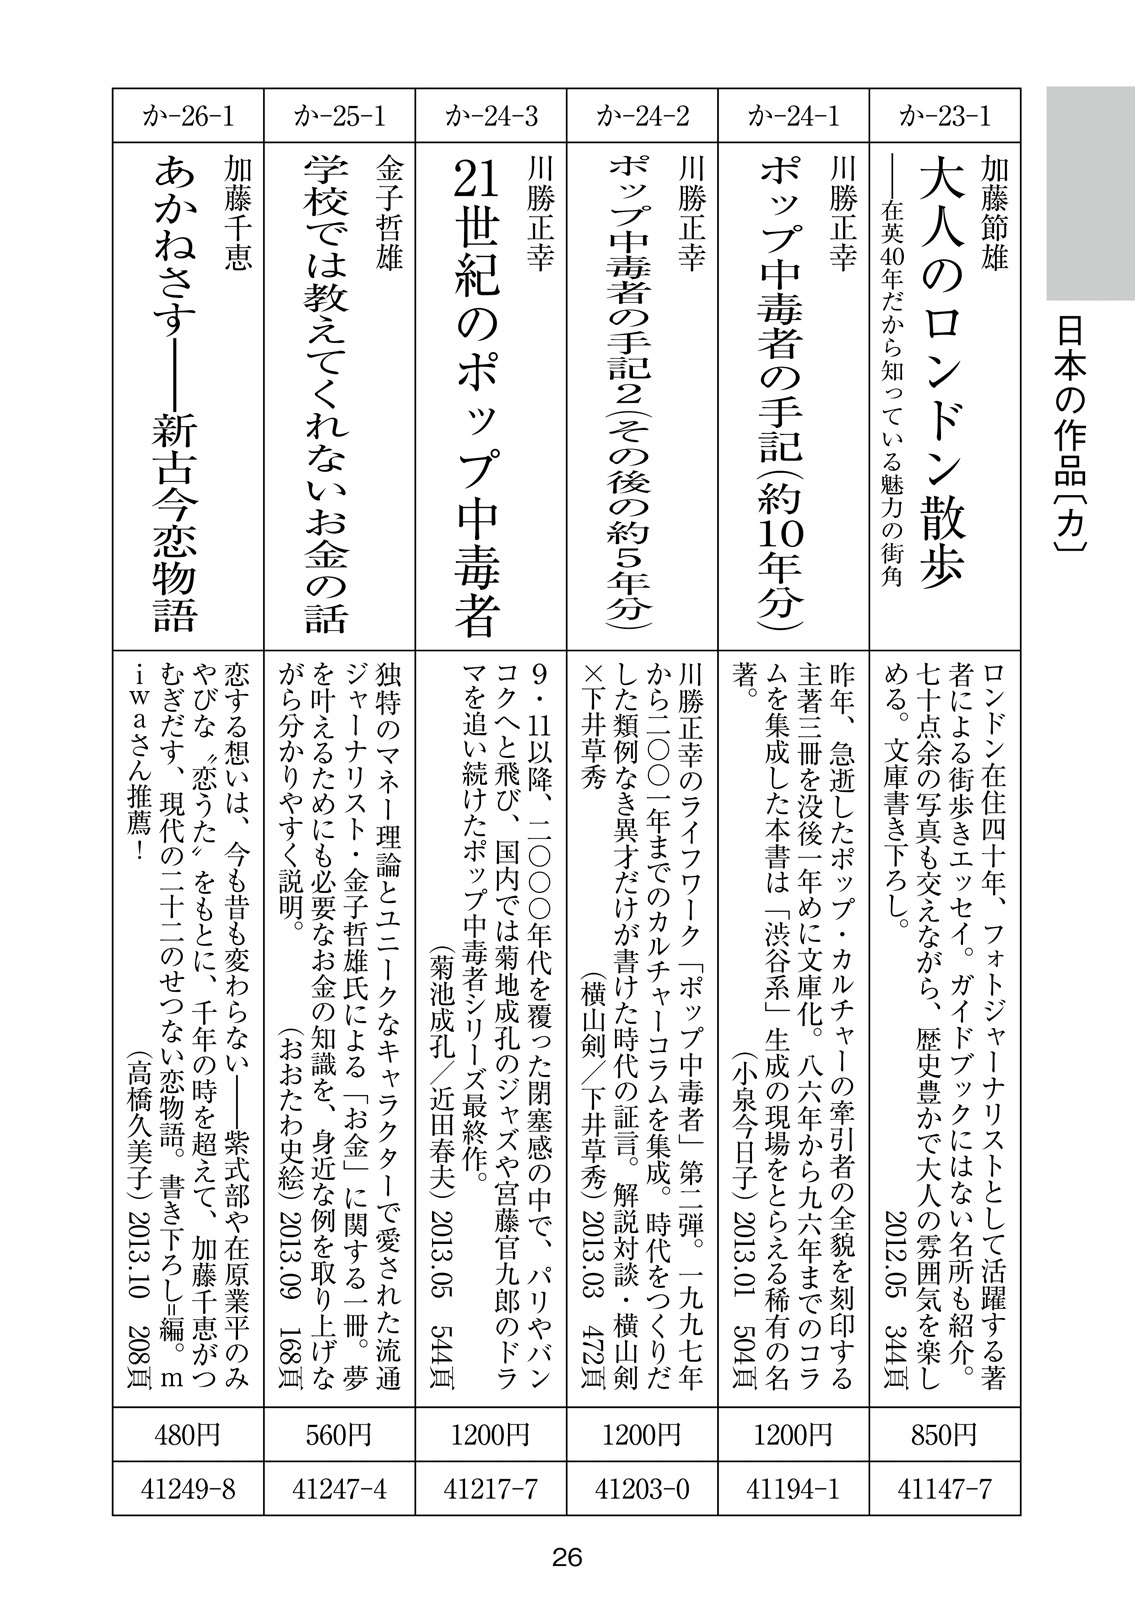 日本の作品〔カ〕
か-23-1
加藤節雄
大人のロンドン散歩
――在英40年だから知っている魅力の街角
ロンドン在住四十年、フォトジャーナリストとして活躍する著
者による街歩きエッセイ。ガイドブックにはない名所も紹介。
七十点余の写真も交えながら、歴史豊かで大人の雰囲気を楽し
める。文庫書き下ろし。
2012.05 344頁
850円
41147-7
か-24-1
川勝正幸
ポップ中毒者の手記(約10年分)
昨年、急逝したポップ・カルチャーの牽引者の全貌を刻印する
主著三冊を没後一年めに文庫化。八六年から九六年までのコラ
ムを集成した本書は「渋谷系」生成の現場をとらえる稀有の名
著。
(小泉今日子) 2013.01 504頁
1200円
41194-1
か-24-2
川勝正幸
ポップ中毒者の手記2(その後の約5年分)
川勝正幸のライフワーク「ポップ中毒者」第二弾。一九九七年
から二〇〇一年までのカルチャーコラムを集成。時代をつくりだ
した類例なき異才だけが書けた時代の証言。解説対談・横山剣
×下井草秀
(横山剣／下井草秀) 2013.03 472頁
1200円
41203-0
か-24-3
川勝正幸
21世紀のポップ中毒者
9・11以降、二〇〇〇年代を覆った閉塞感の中で、パリやバン
コクへと飛び、国内では菊地成孔のジャズや宮藤官九郎のドラ
マを追い続けたポップ中毒者シリーズ最終作。
(菊池成孔／近田春夫) 2013.05 544頁
1200円
41217-7
か-25-1
金子哲雄
学校では教えてくれないお金の話
独特のマネー理論とユニークなキャラクターで愛された流通
ジャーナリスト・金子哲雄氏による「お金」に関する一冊。夢
を叶えるためにも必要なお金の知識を、身近な例を取り上げな
がら分かりやすく説明。
(おおたわ史絵) 2013.09 168頁
560円
41247-4
か-26-1
加藤千恵
あかねさす――新古今恋物語
恋する想いは、今も昔も変わらない――紫式部や在原業平のみ
やびな〝恋うた〟をもとに、千年の時を超えて、加藤千恵がつ
むぎだす、現代の二十二のせつない恋物語。書き下ろし＝編。m
iwaさん推薦！
(高橋久美子) 2013.10 208頁
480円
41249-8
26